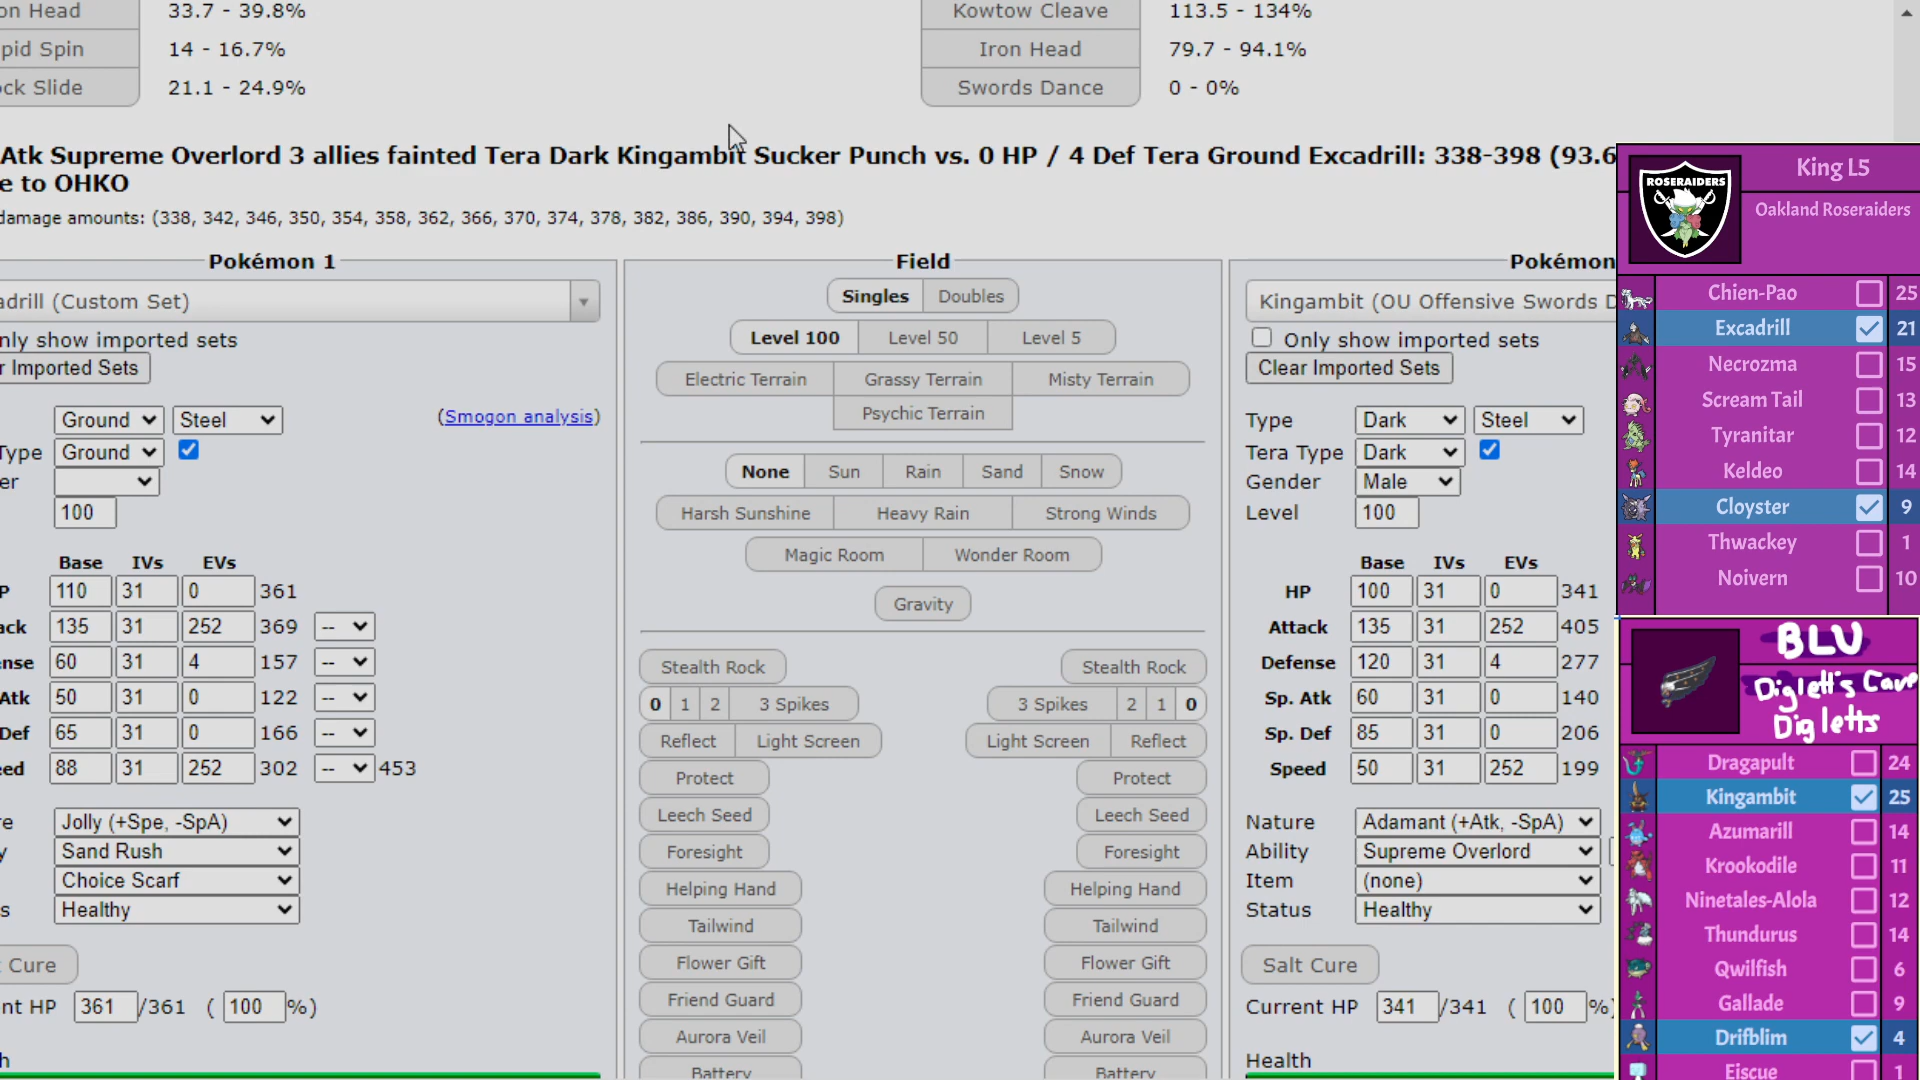 on Head 33.7 - 39.8% Kowtow Cleave 113.5 - 134%
pid Spin 14 - 16.7% Iron Head 79.7 - 94.1%
ock Slide 21.1 - 24.9% Swords Dance 0 - 0%
Atk Supreme Overlord 3 allies fainted Tera Dark Kingambit Sucker Punch vs. 0 HP / 4 Def Tera Ground Excadrill: 338-398 (93.6
e to OHKO
damage amounts: (338, 342, 346, 350, 354, 358, 362, 366, 370, 374, 378, 382, 386, 390, 394, 398)
Pokémon 1
adrill (Custom Set)
nly show imported sets
r Imported Sets
Ground Steel (Smogon analysis)
Type Ground
er
100
Base IVs EVs
P 110 31 0 361
ack 135 31 252 369 --
ense 60 31 4 157 --
Atk 50 31 0 122 --
Def 65 31 0 166 --
eed 88 31 252 302 -- 453
re Jolly (+Spe, -SpA)
y Sand Rush
Choice Scarf
s Healthy
t Cure
nt HP 361 /361 ( 100 %)
h
Field
Singles Doubles
Level 100 Level 50 Level 5
Electric Terrain Grassy Terrain Misty Terrain
Psychic Terrain
None Sun Rain Sand Snow
Harsh Sunshine Heavy Rain Strong Winds
Magic Room Wonder Room
Gravity
Stealth Rock Stealth Rock
0 1 2 3 Spikes 3 Spikes 2 1 0
Reflect Light Screen Light Screen Reflect
Protect Protect
Leech Seed Leech Seed
Foresight Foresight
Helping Hand Helping Hand
Tailwind Tailwind
Flower Gift Flower Gift
Friend Guard Friend Guard
Aurora Veil Aurora Veil
Battery Battery
Pokémon
Kingambit (OU Offensive Swords D
Only show imported sets
Clear Imported Sets
Type Dark Steel
Tera Type Dark
Gender Male
Level 100
Base IVs EVs
HP 100 31 0 341
Attack 135 31 252 405
Defense 120 31 4 277
Sp. Atk 60 31 0 140
Sp. Def 85 31 0 206
Speed 50 31 252 199
Nature Adamant (+Atk, -SpA)
Ability Supreme Overlord
Item (none)
Status Healthy
Salt Cure
Current HP 341 /341 ( 100 %)
Health
ROSERAIDERS
King L5
Oakland Roseraiders
Chien-Pao 25
Excadrill 21
Necrozma 15
Scream Tail 13
Tyranitar 12
Keldeo 14
Cloyster 9
Thwackey 1
Noivern 10
BLU
Diglett's Cave
Digletts
Dragapult 24
Kingambit 25
Azumarill 14
Krookodile 11
Ninetales-Alola 12
Thundurus 14
Qwilfish 6
Gallade 9
Drifblim 4
Eiscue 1